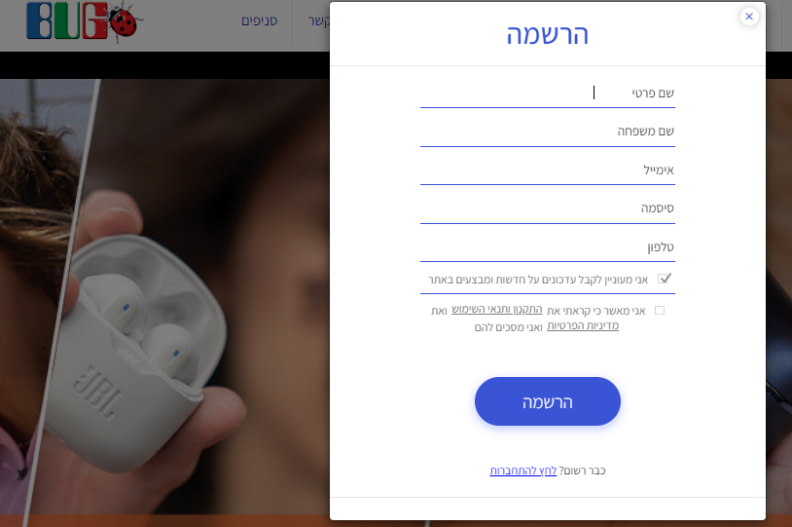 BUG
סניפים
קשר
הרשמה
שם פרטי
שם משפחה
אימייל
סיסמה
טלפון
אני מעוניין לקבל עדכונים על חדשות ומבצעים באתר
אני מאשר כי קראתי את התקנון ותנאי השימוש ואת
מדיניות הפרטיות ואני מסכים להם
הרשמה
כבר רשום? לחץ להתחברות
JBL